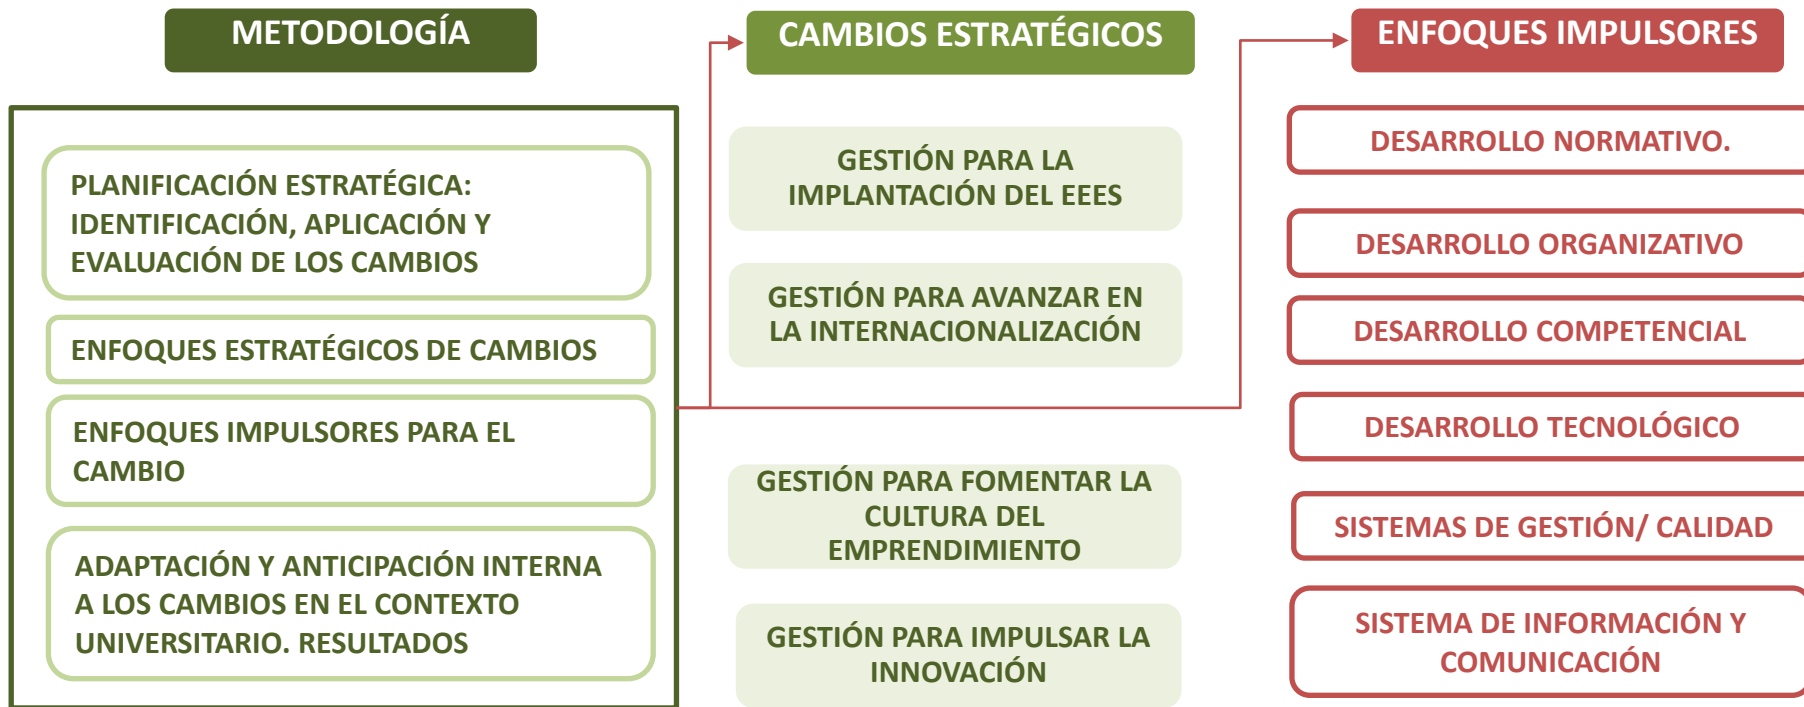 METODOLOGÍA
PLANIFICACIÓN ESTRATÉGICA:
IDENTIFICACIÓN, APLICACIÓN Y
EVALUACIÓN DE LOS CAMBIOS
ENFOQUES ESTRATÉGICOS DE CAMBIOS
ENFOQUES IMPULSORES PARA EL
CAMBIO
ADAPTACIÓN Y ANTICIPACIÓN INTERNA
A LOS CAMBIOS EN EL CONTEXTO
UNIVERSITARIO. RESULTADOS
CAMBIOS ESTRATÉGICOS
GESTIÓN PARA LA
IMPLANTACIÓN DEL EEES
GESTIÓN PARA AVANZAR EN
LA INTERNACIONALIZACIÓN
GESTIÓN PARA FOMENTAR LA
CULTURA DEL
EMPRENDIMIENTO
GESTIÓN PARA IMPULSAR LA
INNOVACIÓN
ENFOQUES IMPULSORES
DESARROLLO NORMATIVO.
DESARROLLO ORGANIZATIVO
DESARROLLO COMPETENCIAL
DESARROLLO TECNOLÓGICO
SISTEMAS DE GESTIÓN/ CALIDAD
SISTEMA DE INFORMACIÓN Y
COMUNICACIÓN